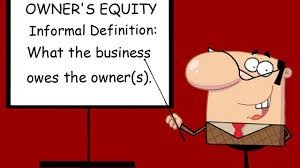 OWNER'S EQUITY
Informal Definition:
What the business
owes the owner(s).